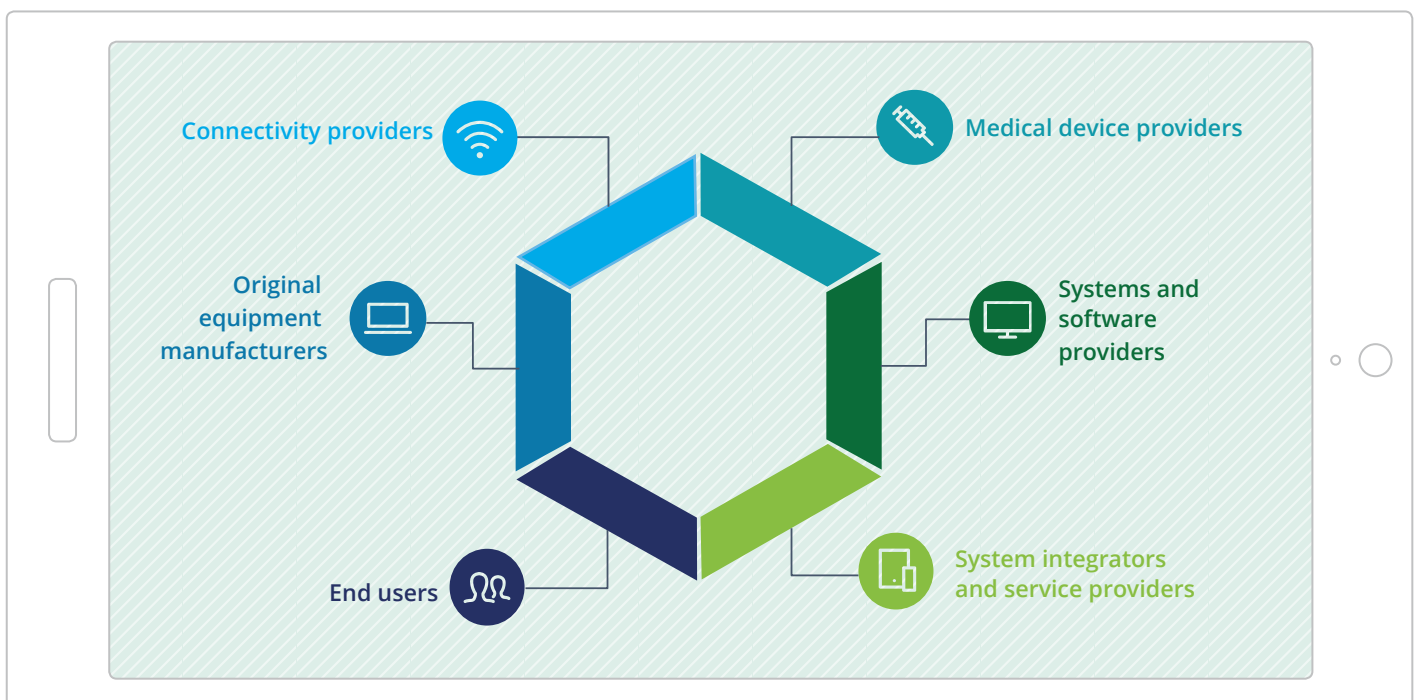 Connectivity providers
Medical device providers
Original
equipment
manufacturers
Systems and
software
providers
End users
System integrators
and service providers